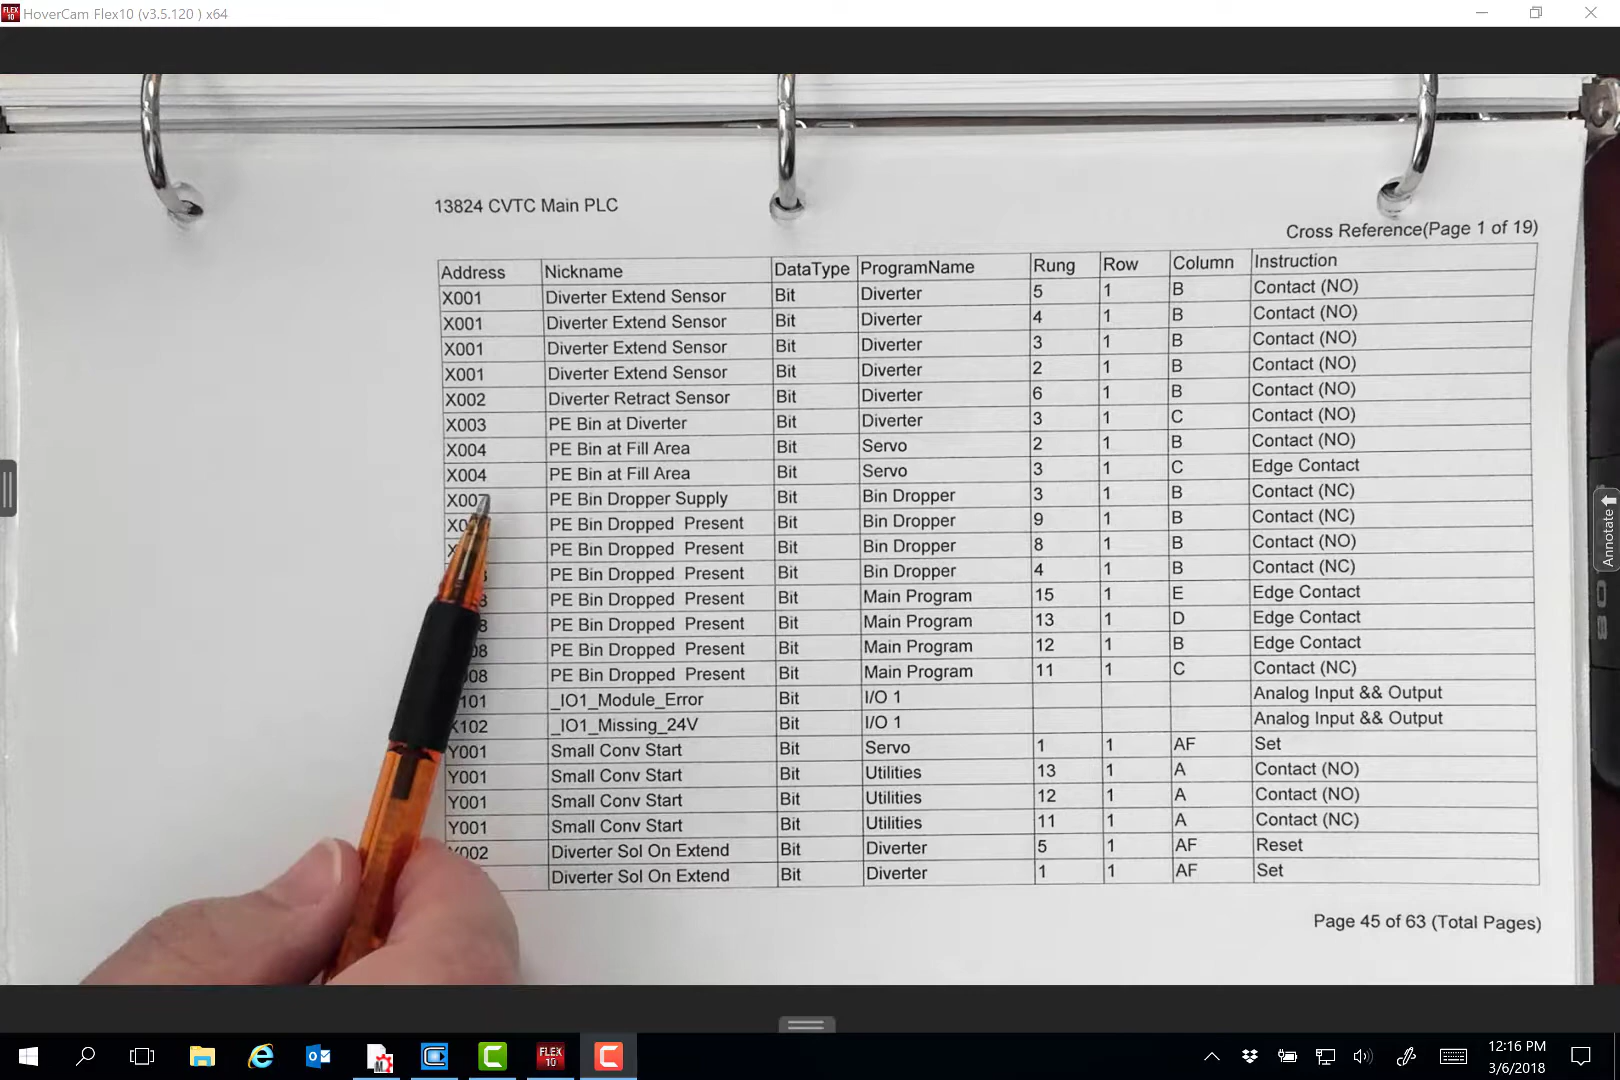 HoverCam Flex10 (v3.5.120 ) x64
13824 CVTC Main PLC
Cross Reference(Page 1 of 19)
Address Nickname DataType ProgramName Rung Row Column Instruction
X001 Diverter Extend Sensor Bit Diverter 5 1 B Contact (NO)
X001 Diverter Extend Sensor Bit Diverter 4 1 B Contact (NO)
X001 Diverter Extend Sensor Bit Diverter 3 1 B Contact (NO)
X001 Diverter Extend Sensor Bit Diverter 2 1 B Contact (NO)
X002 Diverter Retract Sensor Bit Diverter 6 1 B Contact (NO)
X003 PE Bin at Diverter Bit Diverter 3 1 C Contact (NO)
X004 PE Bin at Fill Area Bit Servo 2 1 B Contact (NO)
X004 PE Bin at Fill Area Bit Servo 3 1 C Edge Contact
X007 PE Bin Dropper Supply Bit Bin Dropper 3 1 B Contact (NC)
PE Bin Dropped Present Bit Bin Dropper 9 1 B Contact (NC)
PE Bin Dropped Present Bit Bin Dropper 8 1 B Contact (NO)
PE Bin Dropped Present Bit Bin Dropper 4 1 B Contact (NC)
PE Bin Dropped Present Bit Main Program 15 1 E Edge Contact
PE Bin Dropped Present Bit Main Program 13 1 D Edge Contact
PE Bin Dropped Present Bit Main Program 12 1 B Edge Contact
PE Bin Dropped Present Bit Main Program 11 1 C Contact (NC)
_IO1_Module_Error Bit I/O 1 Analog Input && Output
X102 _IO1_Missing_24V Bit I/O 1 Analog Input && Output
Y001 Small Conv Start Bit Servo 1 1 AF Set
Y001 Small Conv Start Bit Utilities 13 1 A Contact (NO)
Y001 Small Conv Start Bit Utilities 12 1 A Contact (NO)
Y001 Small Conv Start Bit Utilities 11 1 A Contact (NC)
Y002 Diverter Sol On Extend Bit Diverter 5 1 AF Reset
Diverter Sol On Extend Bit Diverter 1 1 AF Set
Page 45 of 63 (Total Pages)
Annotate
FLEX
10
12:16 PM
3/6/2018